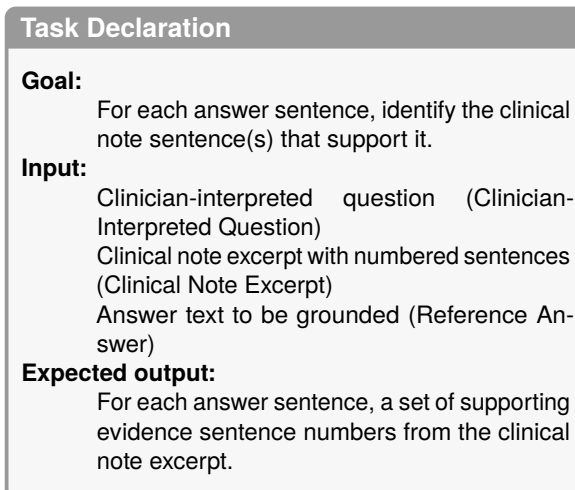 Task Declaration
Goal:
For each answer sentence, identify the clinical
note sentence(s) that support it.
Input:
Clinician-interpreted question (Clinician-
Interpreted Question)
Clinical note excerpt with numbered sentences
(Clinical Note Excerpt)
Answer text to be grounded (Reference An-
swer)
Expected output:
For each answer sentence, a set of supporting
evidence sentence numbers from the clinical
note excerpt.